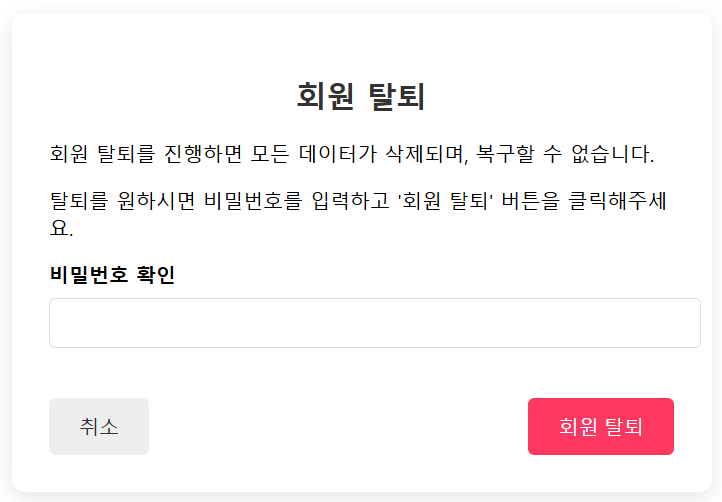 회원 탈퇴
회원 탈퇴를 진행하면 모든 데이터가 삭제되며, 복구할 수 없습니다.
탈퇴를 원하시면 비밀번호를 입력하고 '회원 탈퇴' 버튼을 클릭해주세
요.
비밀번호 확인
취소
회원 탈퇴